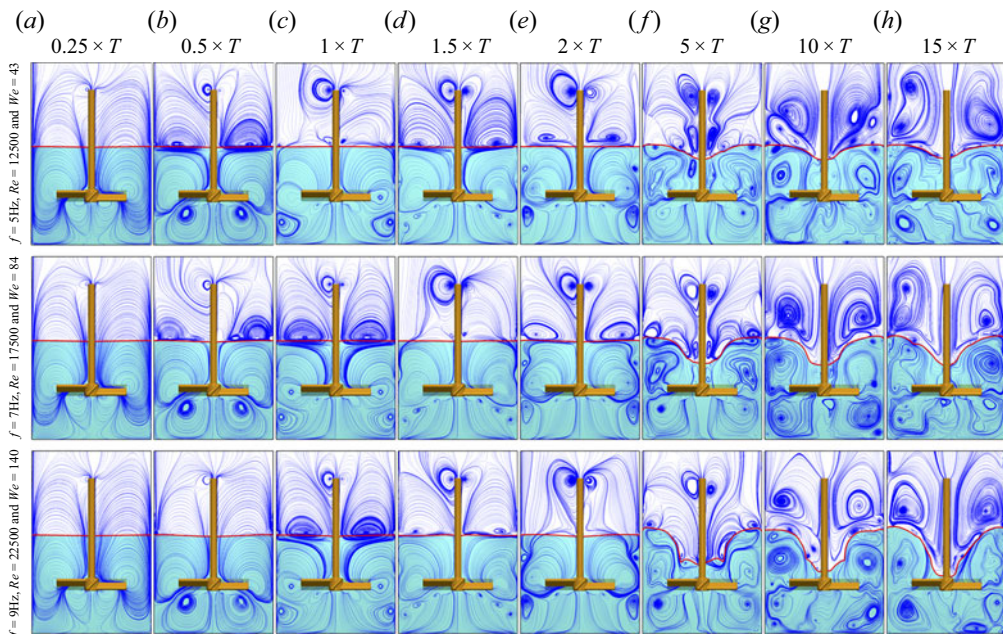 (a) (b) (c) (d) (e) (f) (g) (h)
0.25 × T 0.5 × T 1 × T 1.5 × T 2 × T 5 × T 10 × T 15 × T
f = 5Hz, Re = 12500 and We = 43
f = 7Hz, Re = 17500 and We = 84
f = 9Hz, Re = 22500 and We = 140